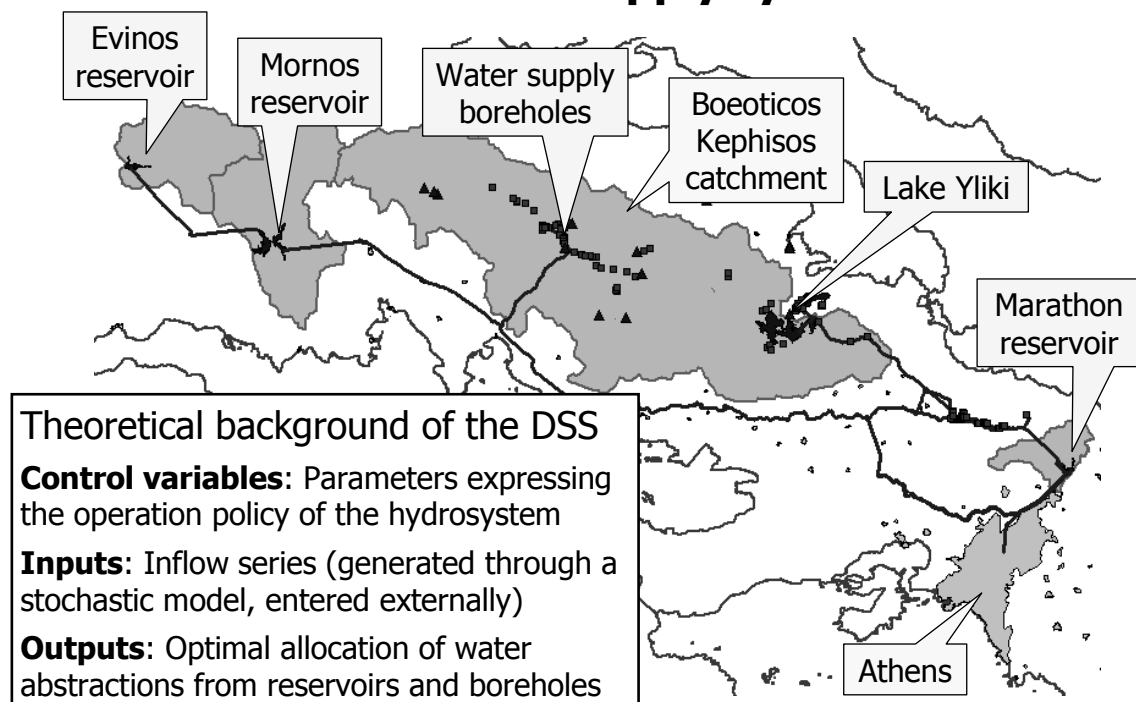 Evinos
reservoir
Mornos
reservoir
Water supply
boreholes
Boeoticos
Kephisos
catchment
Lake Yliki
Marathon
reservoir
Theoretical background of the DSS
Control variables: Parameters expressing
the operation policy of the hydrosystem
Inputs: Inflow series (generated through a
stochastic model, entered externally)
Outputs: Optimal allocation of water
abstractions from reservoirs and boreholes
Athens